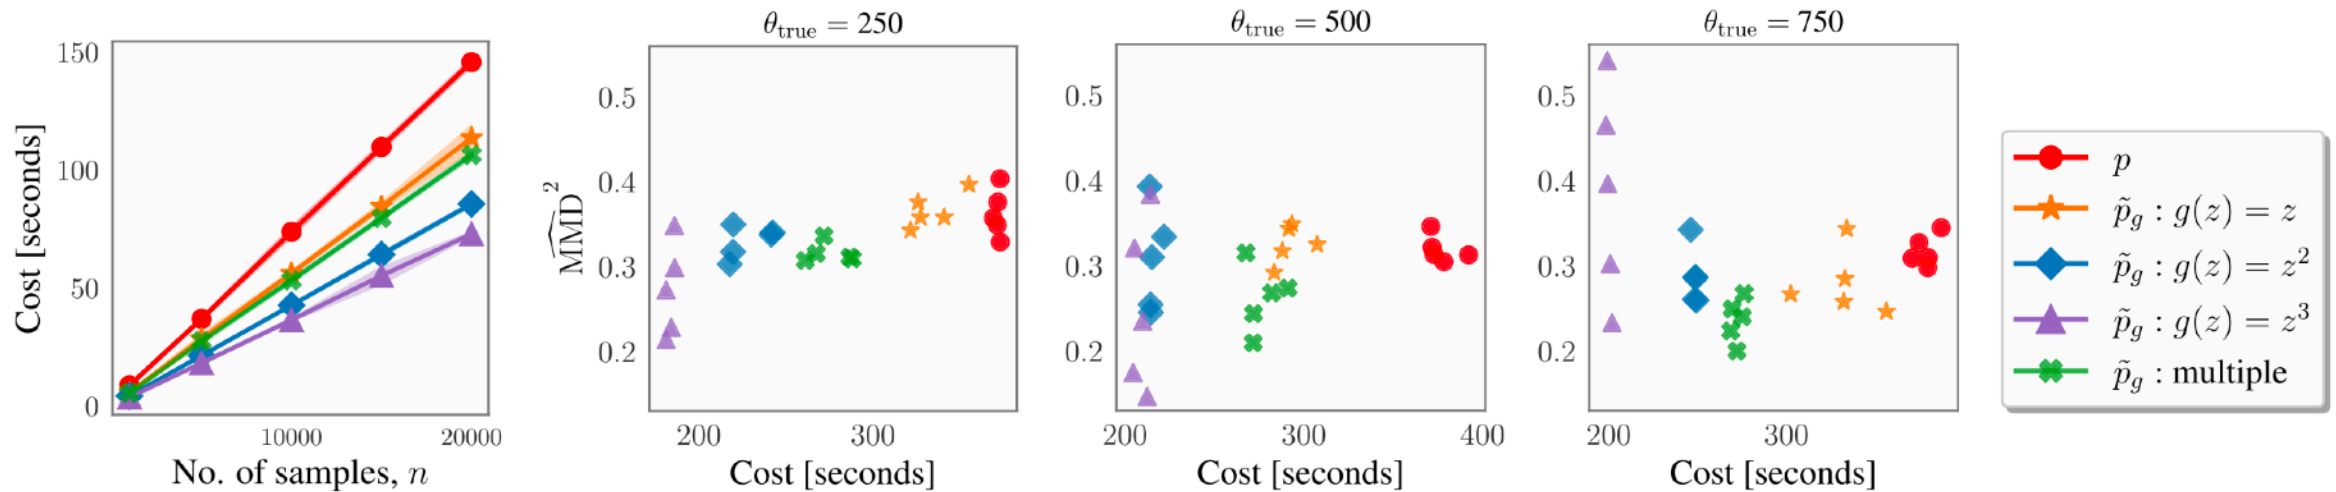 150
100
50
0
10000
20000
Cost [seconds]
No. of samples, n
θ_true = 250
0.5
0.4
0.3
0.2
200
300
\widehat{MMD}²
Cost [seconds]
θ_true = 500
0.5
0.4
0.3
0.2
200
300
400
Cost [seconds]
θ_true = 750
0.5
0.4
0.3
0.2
200
300
Cost [seconds]
p
p̃_g : g(z) = z
p̃_g : g(z) = z²
p̃_g : g(z) = z³
p̃_g : multiple